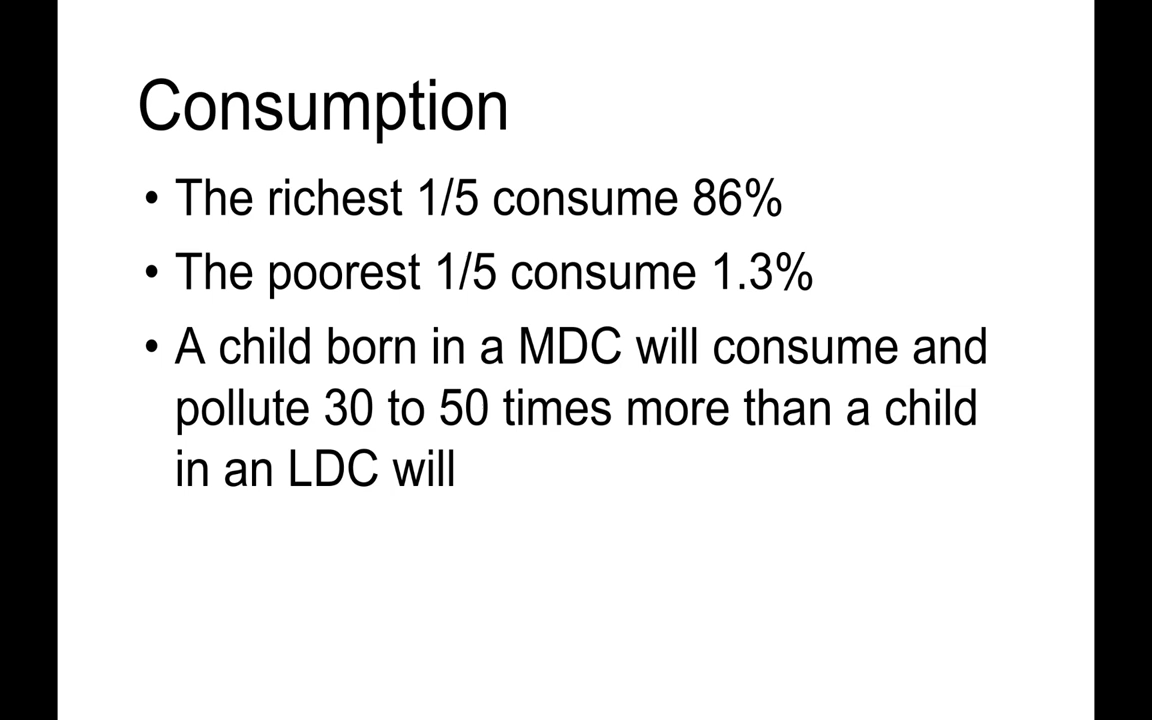 Consumption
• The richest 1/5 consume 86%
• The poorest 1/5 consume 1.3%
• A child born in a MDC will consume and
pollute 30 to 50 times more than a child
in an LDC will